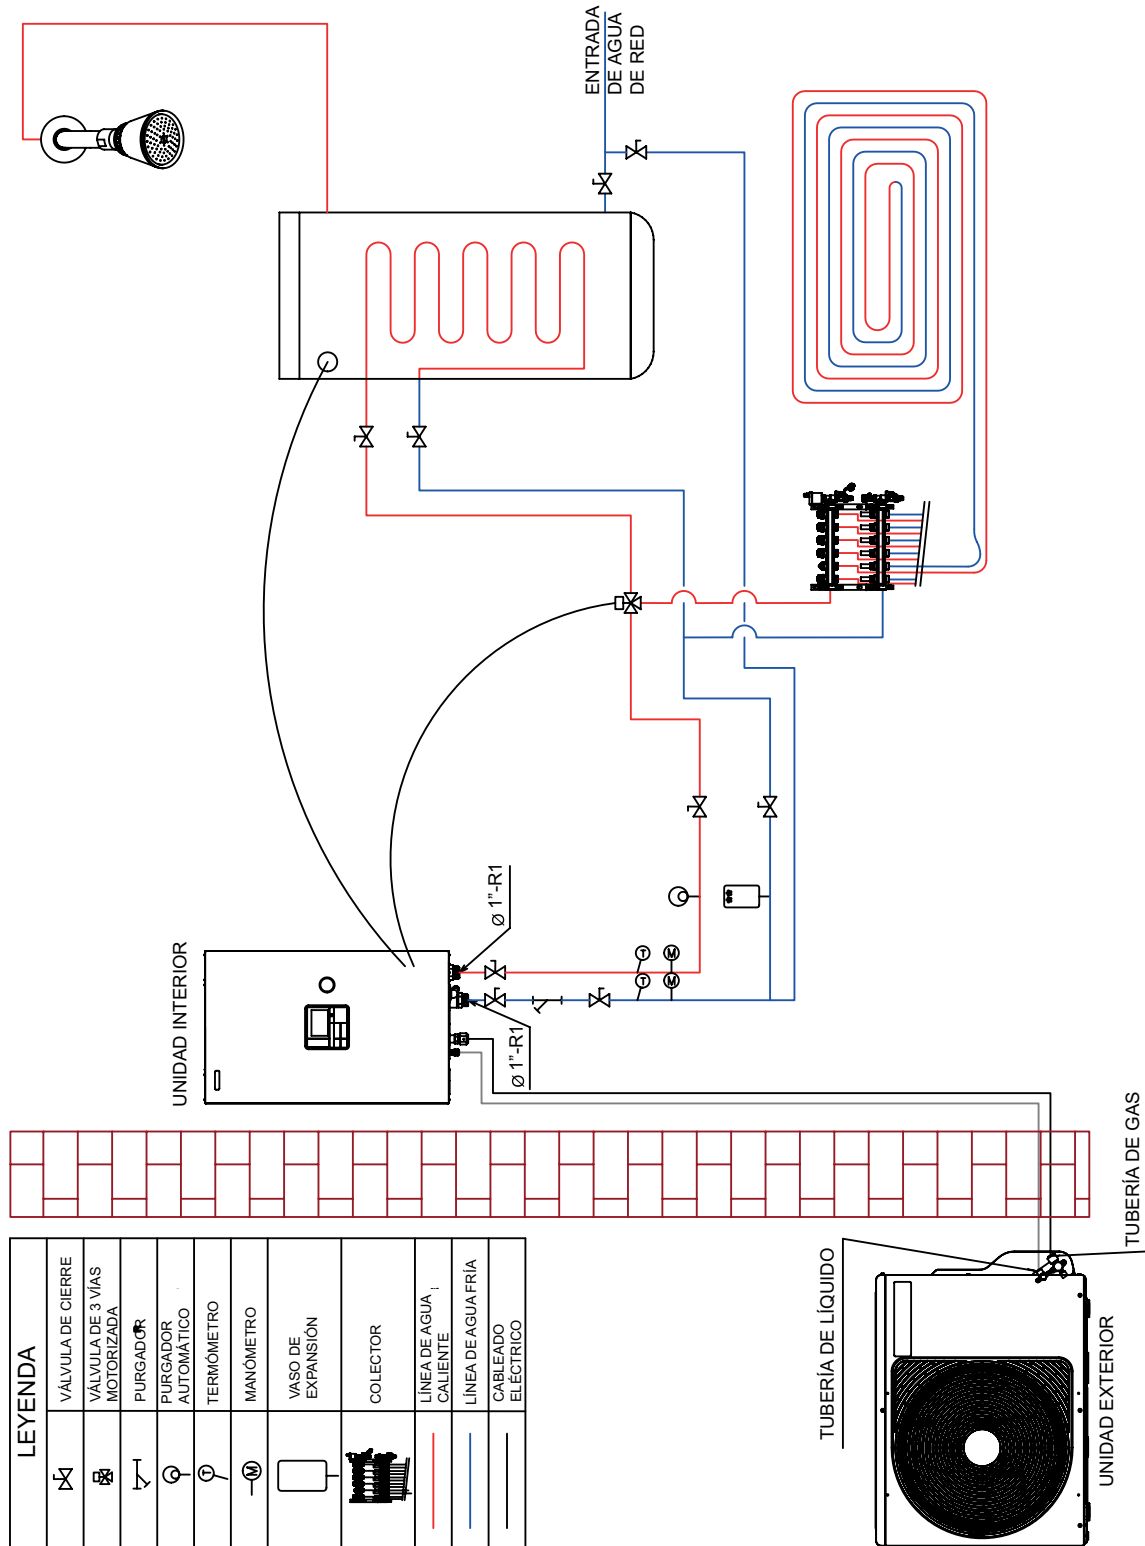 LEYENDA
VÁLVULA DE CIERRE
VÁLVULA DE 3 VÍAS
MOTORIZADA
PURGADOR
PURGADOR
AUTOMÁTICO
T
TERMÓMETRO
M
MANÓMETRO
VASO DE
EXPANSIÓN
COLECTOR
LÍNEA DE AGUA
CALIENTE
LÍNEA DE AGUA FRÍA
CABLEADO
ELÉCTRICO
UNIDAD INTERIOR
Ø 1"-R1
Ø 1"-R1
T
M
T
M
ENTRADA
DE AGUA
DE RED
TUBERÍA DE LÍQUIDO
UNIDAD EXTERIOR
TUBERÍA DE GAS